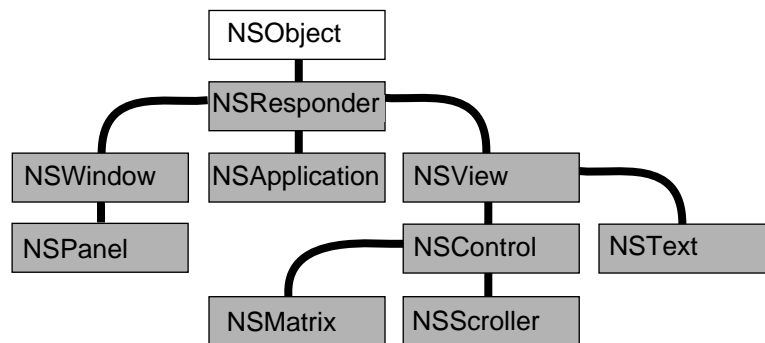 NSObject
NSResponder
NSWindow
NSApplication
NSView
NSPanel
NSControl
NSText
NSMatrix
NSScroller